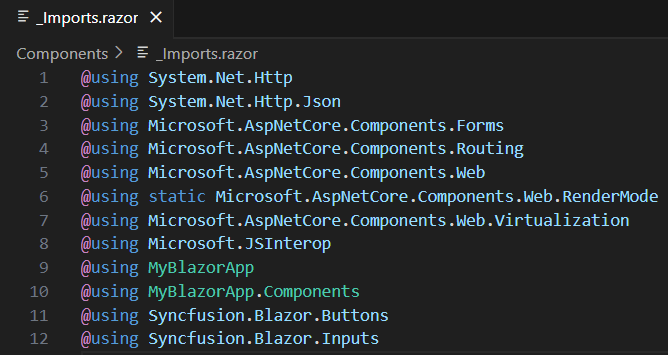 _Imports.razor
Components > _Imports.razor
1 @using System.Net.Http
2 @using System.Net.Http.Json
3 @using Microsoft.AspNetCore.Components.Forms
4 @using Microsoft.AspNetCore.Components.Routing
5 @using Microsoft.AspNetCore.Components.Web
6 @using static Microsoft.AspNetCore.Components.Web.RenderMode
7 @using Microsoft.AspNetCore.Components.Web.Virtualization
8 @using Microsoft.JSInterop
9 @using MyBlazorApp
10 @using MyBlazorApp.Components
11 @using Syncfusion.Blazor.Buttons
12 @using Syncfusion.Blazor.Inputs